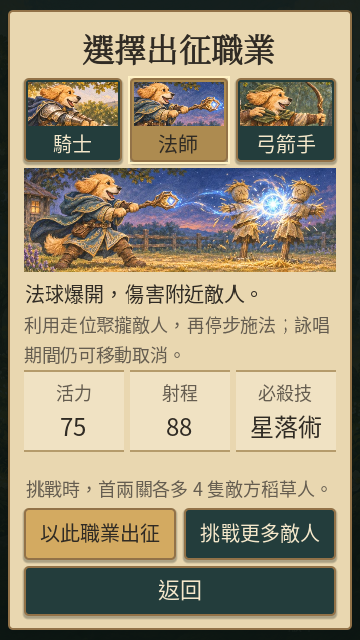 選擇出征職業
騎士
法師
弓箭手
法球爆開，傷害附近敵人。
利用走位聚攏敵人，再停步施法；詠唱
期間仍可移動取消。
活力
射程
必殺技
75
88
星落術
挑戰時，首兩關各多 4 隻敵方稻草人。
以此職業出征
挑戰更多敵人
返回